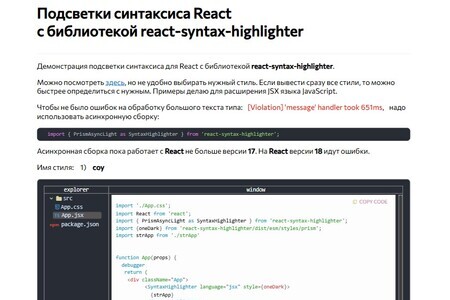 Подсветки синтаксиса React
с библиотекой react-syntax-highlighter
Демонстрация подсветки синтаксиса для React с библиотекой react-syntax-highlighter.
Можно посмотреть здесь, но не удобно выбирать нужный стиль. Если вывести сразу все стили, то можно
быстрее определиться с нужным. Примеры делаю для расширения JSX языка JavaScript.
Чтобы не было ошибок на обработку большого текста типа: [Violation] 'message' handler took 651ms, надо
использовать асинхронную сборку:
import { PrismAsyncLight as SyntaxHighlighter } from 'react-syntax-highlighter';
Асинхронная сборка пока работает с React не больше версии 17. На React версии 18 идут ошибки.
Имя стиля: 1) coy
explorer window
src
App.css
App.jsx
package.json
COPY CODE
import './App.css';
import React from 'react';
import { PrismAsyncLight as SyntaxHighlighter } from 'react-syntax-highlighter';
import {oneDark} from 'react-syntax-highlighter/dist/esm/styles/prism';
import strApp from './strApp'
function App(props) {
debugger
return (
<div className="App">
<SyntaxHighlighter language="jsx" style={oneDark}>
{strApp}